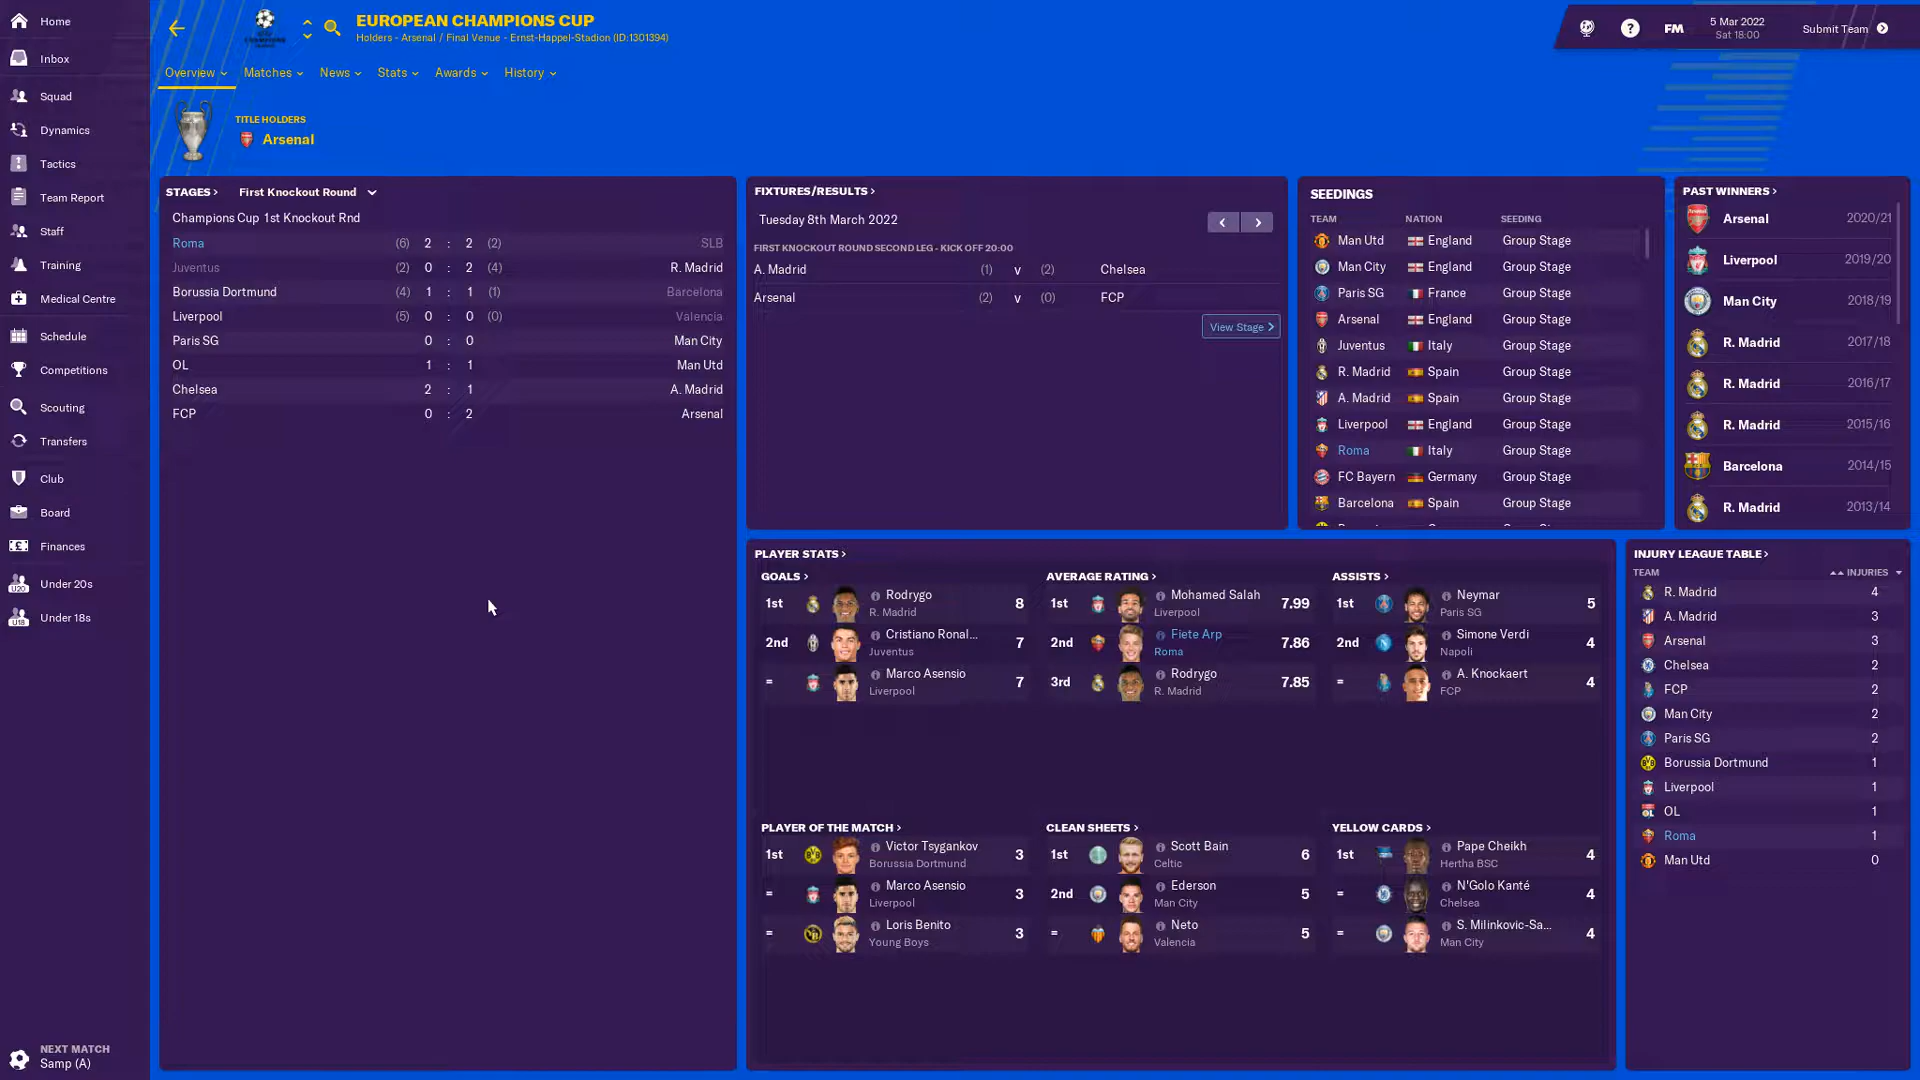 Home
Inbox
Squad
Dynamics
Tactics
Team Report
Staff
Training
Medical Centre
Schedule
Competitions
Scouting
Transfers
Club
Board
Finances
Under 20s
Under 18s
NEXT MATCH
Samp (A)
EUROPEAN CHAMPIONS CUP
Holders - Arsenal / Final Venue - Ernst-Happel-Stadion (ID:1301394)
FM
5 Mar 2022
Sat 18:00
Submit Team
Overview Matches News Stats Awards History
TITLE HOLDERS
Arsenal
STAGES> First Knockout Round
Champions Cup 1st Knockout Rnd
Roma (6) 2 : 2 (2) SLB
Juventus (2) 0 : 2 (4) R. Madrid
Borussia Dortmund (4) 1 : 1 (1) Barcelona
Liverpool (5) 0 : 0 (0) Valencia
Paris SG 0 : 0 Man City
OL 1 : 1 Man Utd
Chelsea 2 : 1 A. Madrid
FCP 0 : 2 Arsenal
FIXTURES/RESULTS >
Tuesday 8th March 2022
FIRST KNOCKOUT ROUND SECOND LEG - KICK OFF 20:00
A. Madrid (1) v (2) Chelsea
Arsenal (2) v (0) FCP
View Stage >
SEEDINGS
TEAM NATION SEEDING
Man Utd England Group Stage
Man City England Group Stage
Paris SG France Group Stage
Arsenal England Group Stage
Juventus Italy Group Stage
R. Madrid Spain Group Stage
A. Madrid Spain Group Stage
Liverpool England Group Stage
Roma Italy Group Stage
FC Bayern Germany Group Stage
Barcelona Spain Group Stage
PAST WINNERS >
Arsenal 2020/21
Liverpool 2019/20
Man City 2018/19
R. Madrid 2017/18
R. Madrid 2016/17
R. Madrid 2015/16
Barcelona 2014/15
R. Madrid 2013/14
PLAYER STATS >
GOALS >
1st Rodrygo 8
R. Madrid
2nd Cristiano Ronal... 7
Juventus
= Marco Asensio 7
Liverpool
AVERAGE RATING >
1st Mohamed Salah 7.99
Liverpool
2nd Fiete Arp 7.86
Roma
3rd Rodrygo 7.85
R. Madrid
ASSISTS >
1st Neymar 5
Paris SG
2nd Simone Verdi 4
Napoli
= A. Knockaert 4
FCP
PLAYER OF THE MATCH >
1st Victor Tsygankov 3
Borussia Dortmund
= Marco Asensio 3
Liverpool
= Loris Benito 3
Young Boys
CLEAN SHEETS >
1st Scott Bain 6
Celtic
2nd Ederson 5
Man City
= Neto 5
Valencia
YELLOW CARDS >
1st Pape Cheikh 4
Hertha BSC
= N'Golo Kanté 4
Chelsea
= S. Milinkovic-Sa... 4
Man City
INJURY LEAGUE TABLE >
TEAM INJURIES
R. Madrid 4
A. Madrid 3
Arsenal 3
Chelsea 2
FCP 2
Man City 2
Paris SG 2
Borussia Dortmund 1
Liverpool 1
OL 1
Roma 1
Man Utd 0